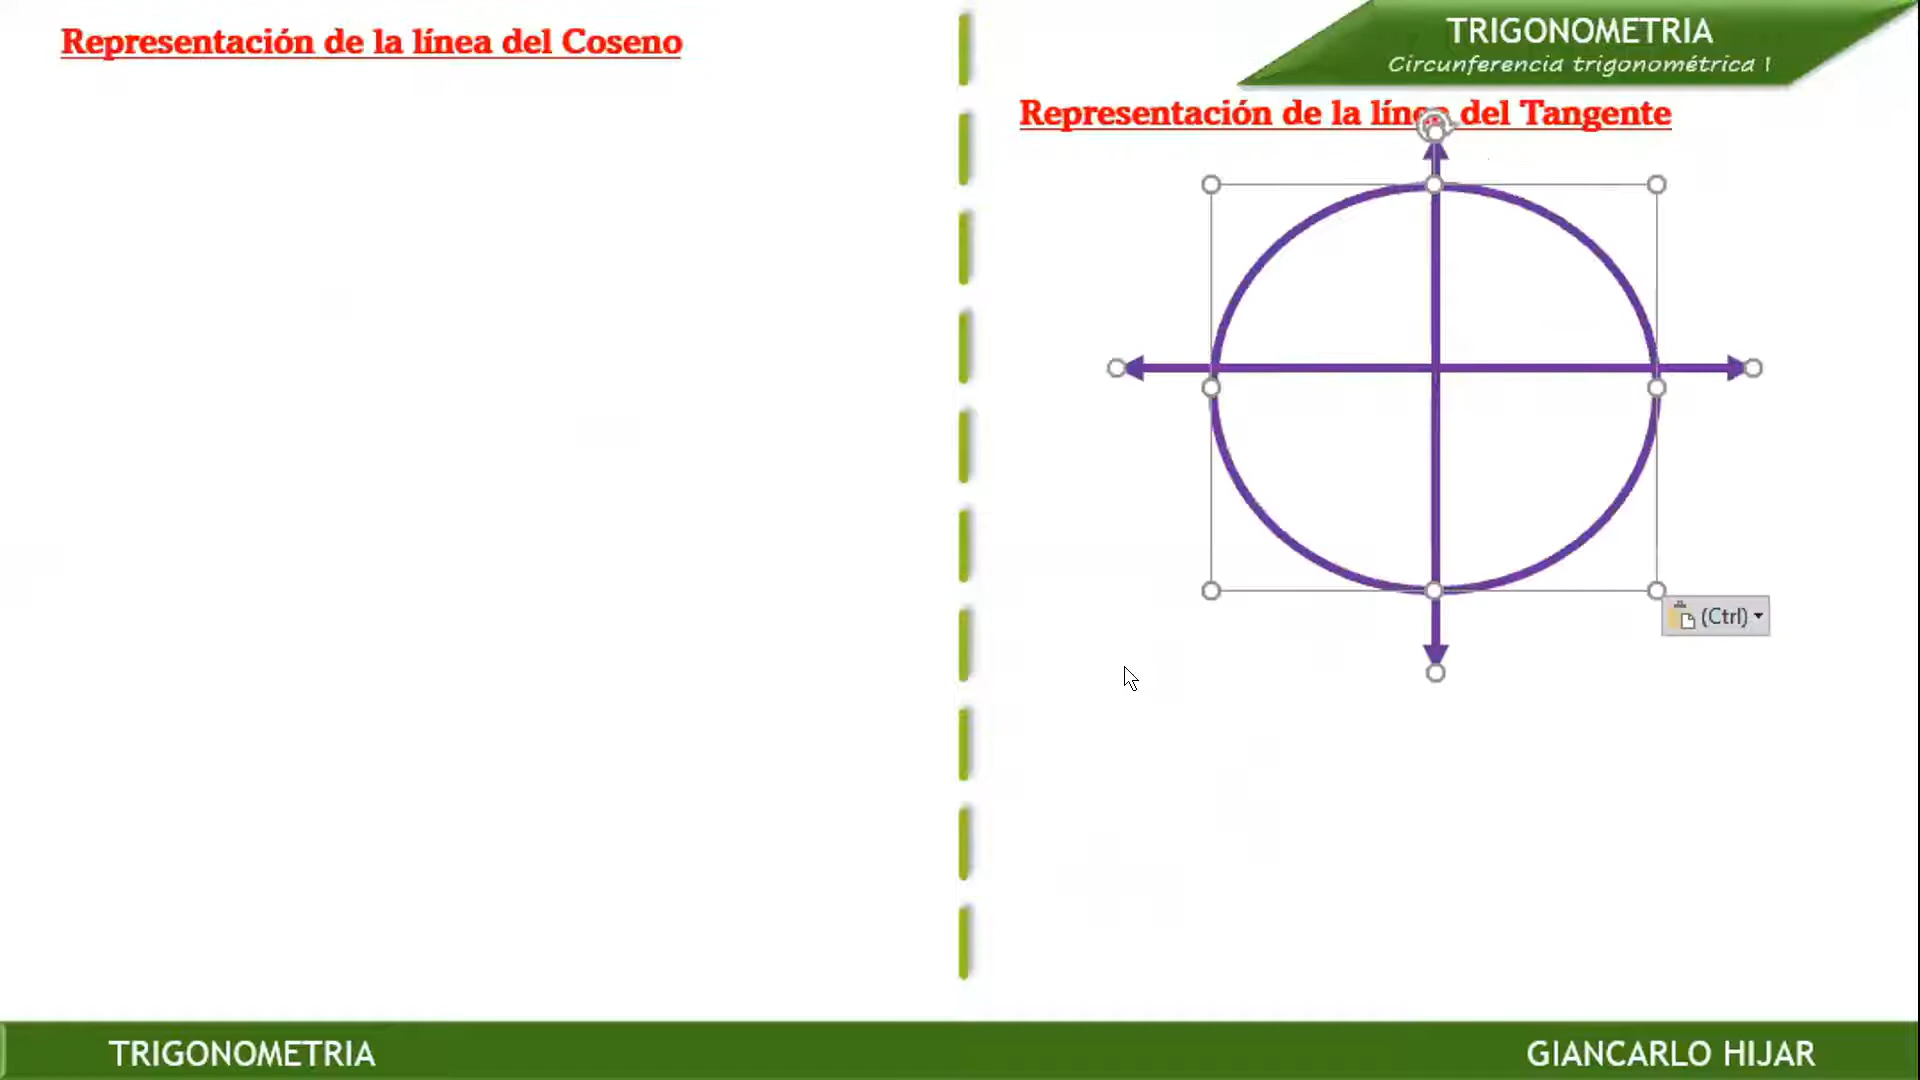 Representación de la línea del Coseno
TRIGONOMETRIA
Circunferencia trigonométrica I
Representación de la línea del Tangente
(Ctrl)
TRIGONOMETRIA
GIANCARLO HIJAR